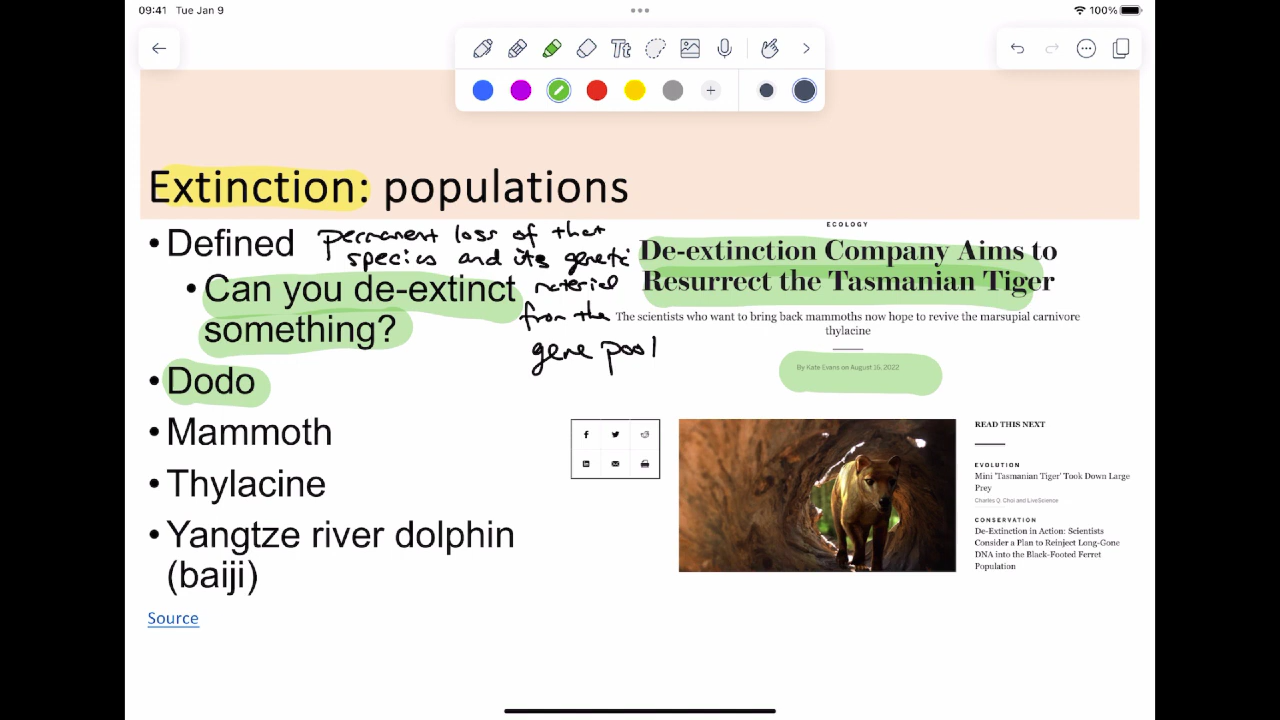 09:41 Tue Jan 9
100%
Tt
Extinction: populations
• Defined
permanent loss of that
species and its genetic
material
from the
gene pool
• Can you de-extinct
something?
• Dodo
• Mammoth
• Thylacine
• Yangtze river dolphin
(baiji)
Source
ECOLOGY
De-extinction Company Aims to
Resurrect the Tasmanian Tiger
The scientists who want to bring back mammoths now hope to revive the marsupial carnivore
thylacine
By Kate Evans on August 16, 2022
READ THIS NEXT
EVOLUTION
Mini 'Tasmanian Tiger' Took Down Large
Prey
Charles Q. Choi and LiveScience
CONSERVATION
De-Extinction in Action: Scientists
Consider a Plan to Reinject Long-Gone
DNA into the Black-Footed Ferret
Population